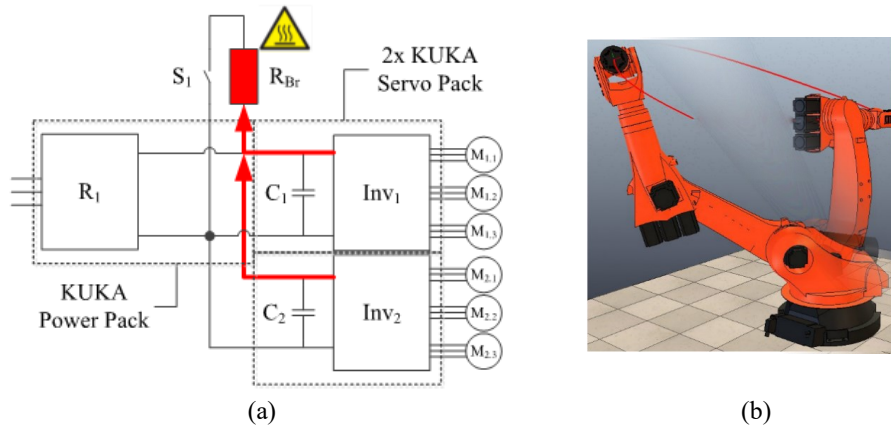 S₁
R_Br
2x KUKA
Servo Pack
R₁
C₁
Inv₁
M₁.₁
M₁.₂
M₁.₃
KUKA
Power Pack
C₂
Inv₂
M₂.₁
M₂.₂
M₂.₃
(a)
(b)